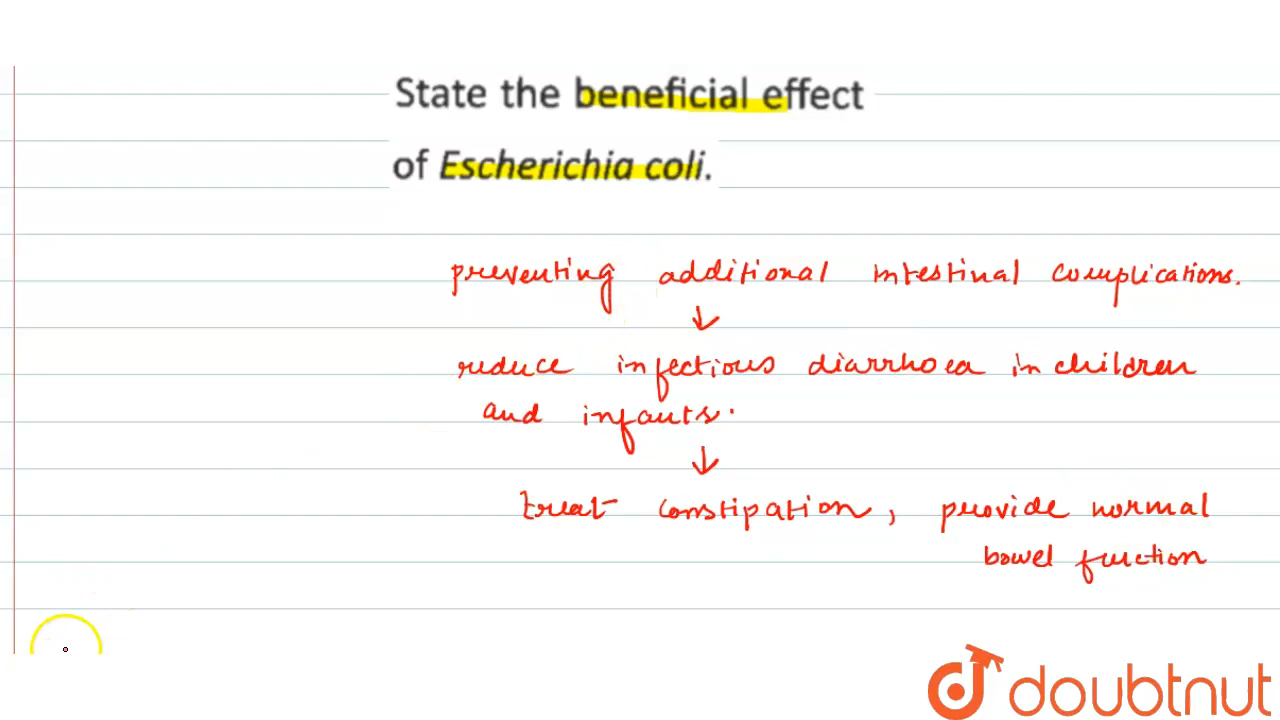 State the beneficial effect
of Escherichia coli.
preventing additional intestinal complications.
↓
reduce infectious diarrhoea in children
and infants.
↓
treat constipation, provide normal
bowel function
doubtnut